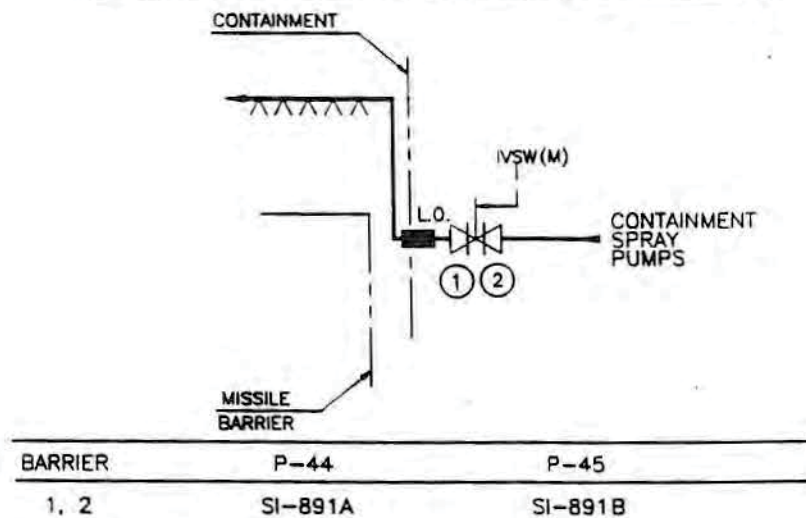 CONTAINMENT
IVSW(M)
L.O.
CONTAINMENT
SPRAY
PUMPS
1 2
MISSILE
BARRIER
BARRIER P-44 P-45
1, 2 SI-891A SI-891B